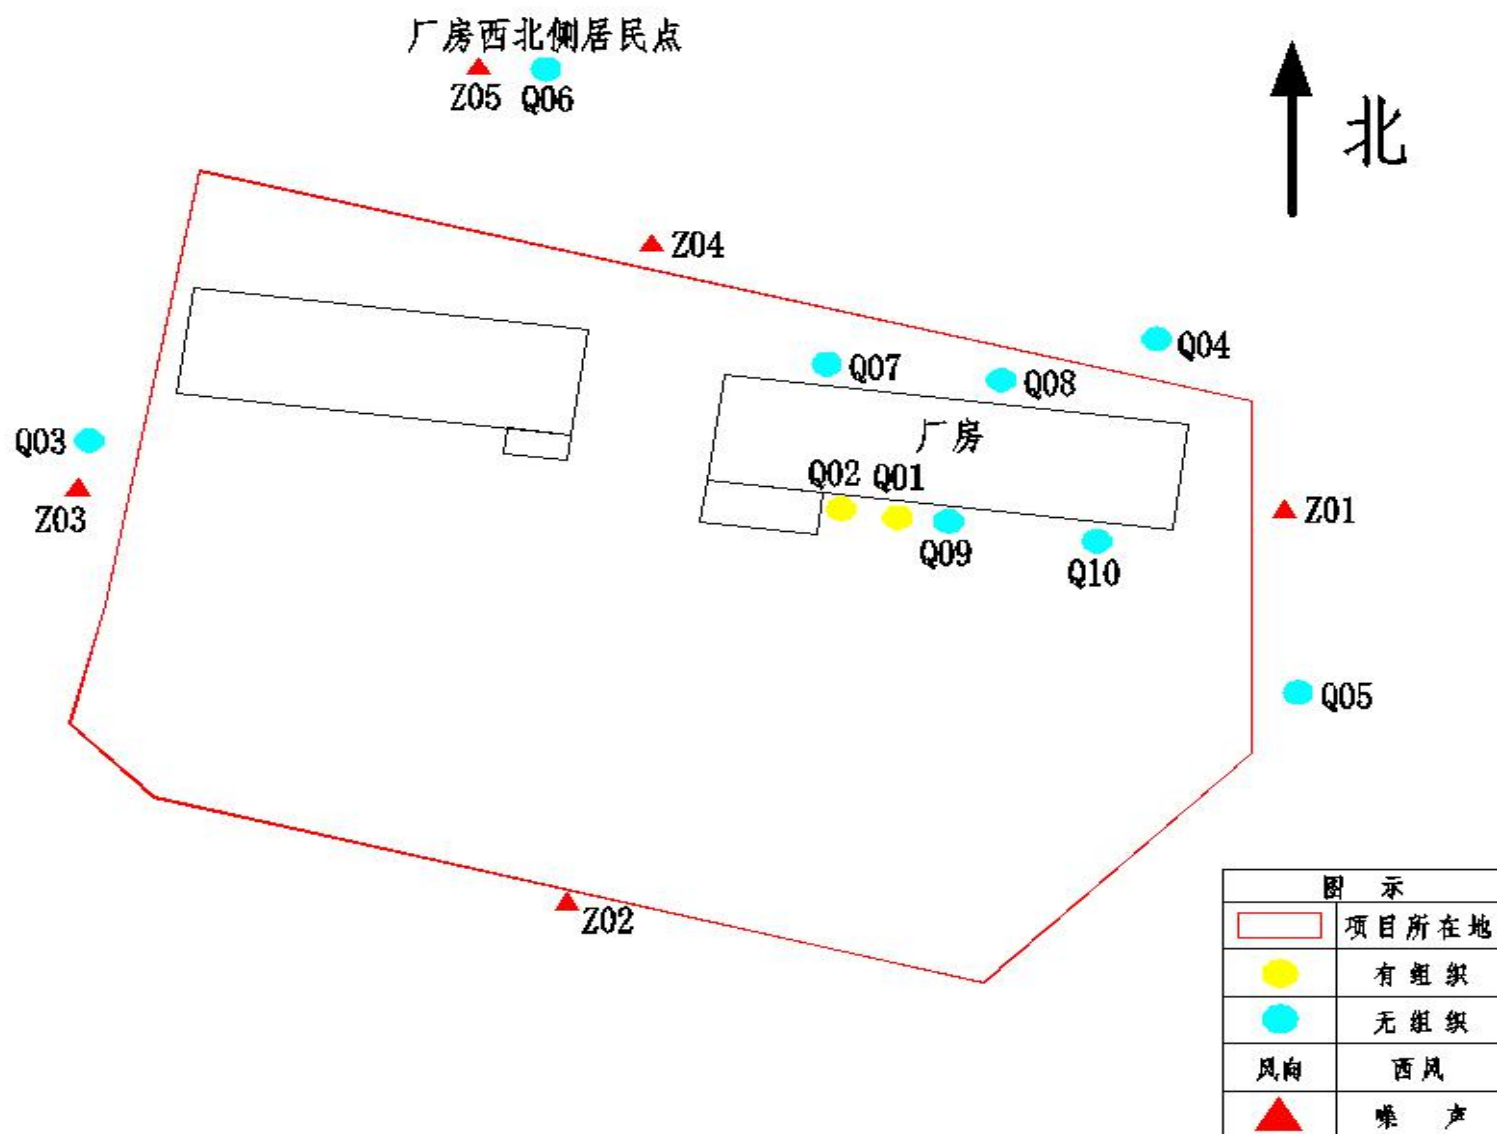 厂房西北侧居民点
Z05 Q06
北
Z04
Q04
Q07
Q08
厂房
Q03
Q02 Q01
Z03
Z01
Q09
Q10
Q05
Z02
图 示
项目所在地
有 组 织
无 组 织
风向 西风
噪 声